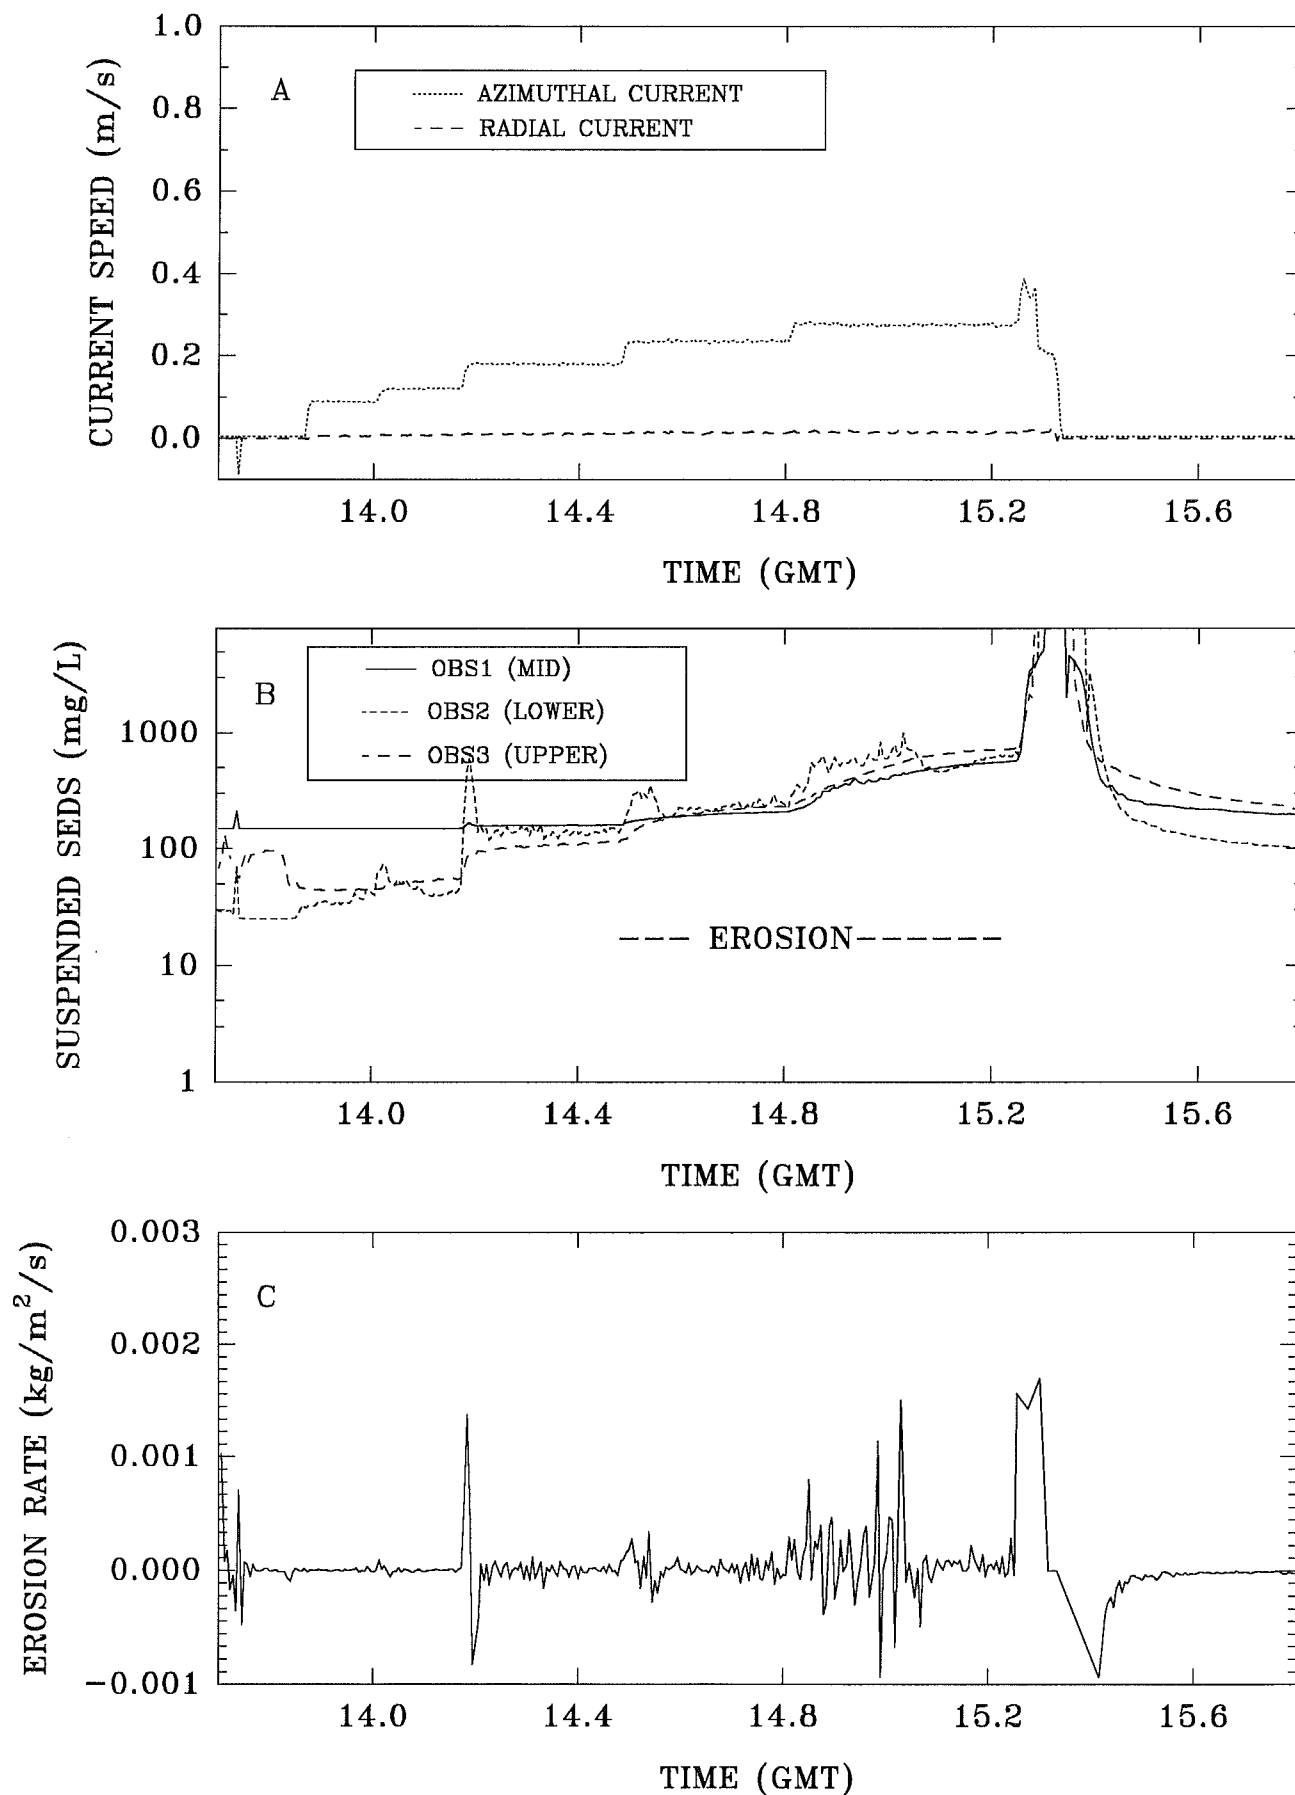 1.0
A
AZIMUTHAL CURRENT
RADIAL CURRENT
0.8
0.6
0.4
0.2
0.0
CURRENT SPEED (m/s)
14.0 14.4 14.8 15.2 15.6
TIME (GMT)
B
OBS1 (MID)
OBS2 (LOWER)
OBS3 (UPPER)
1000
100
10
1
SUSPENDED SEDS (mg/L)
EROSION
14.0 14.4 14.8 15.2 15.6
TIME (GMT)
0.003
C
0.002
0.001
0.000
−0.001
EROSION RATE (kg/m²/s)
14.0 14.4 14.8 15.2 15.6
TIME (GMT)